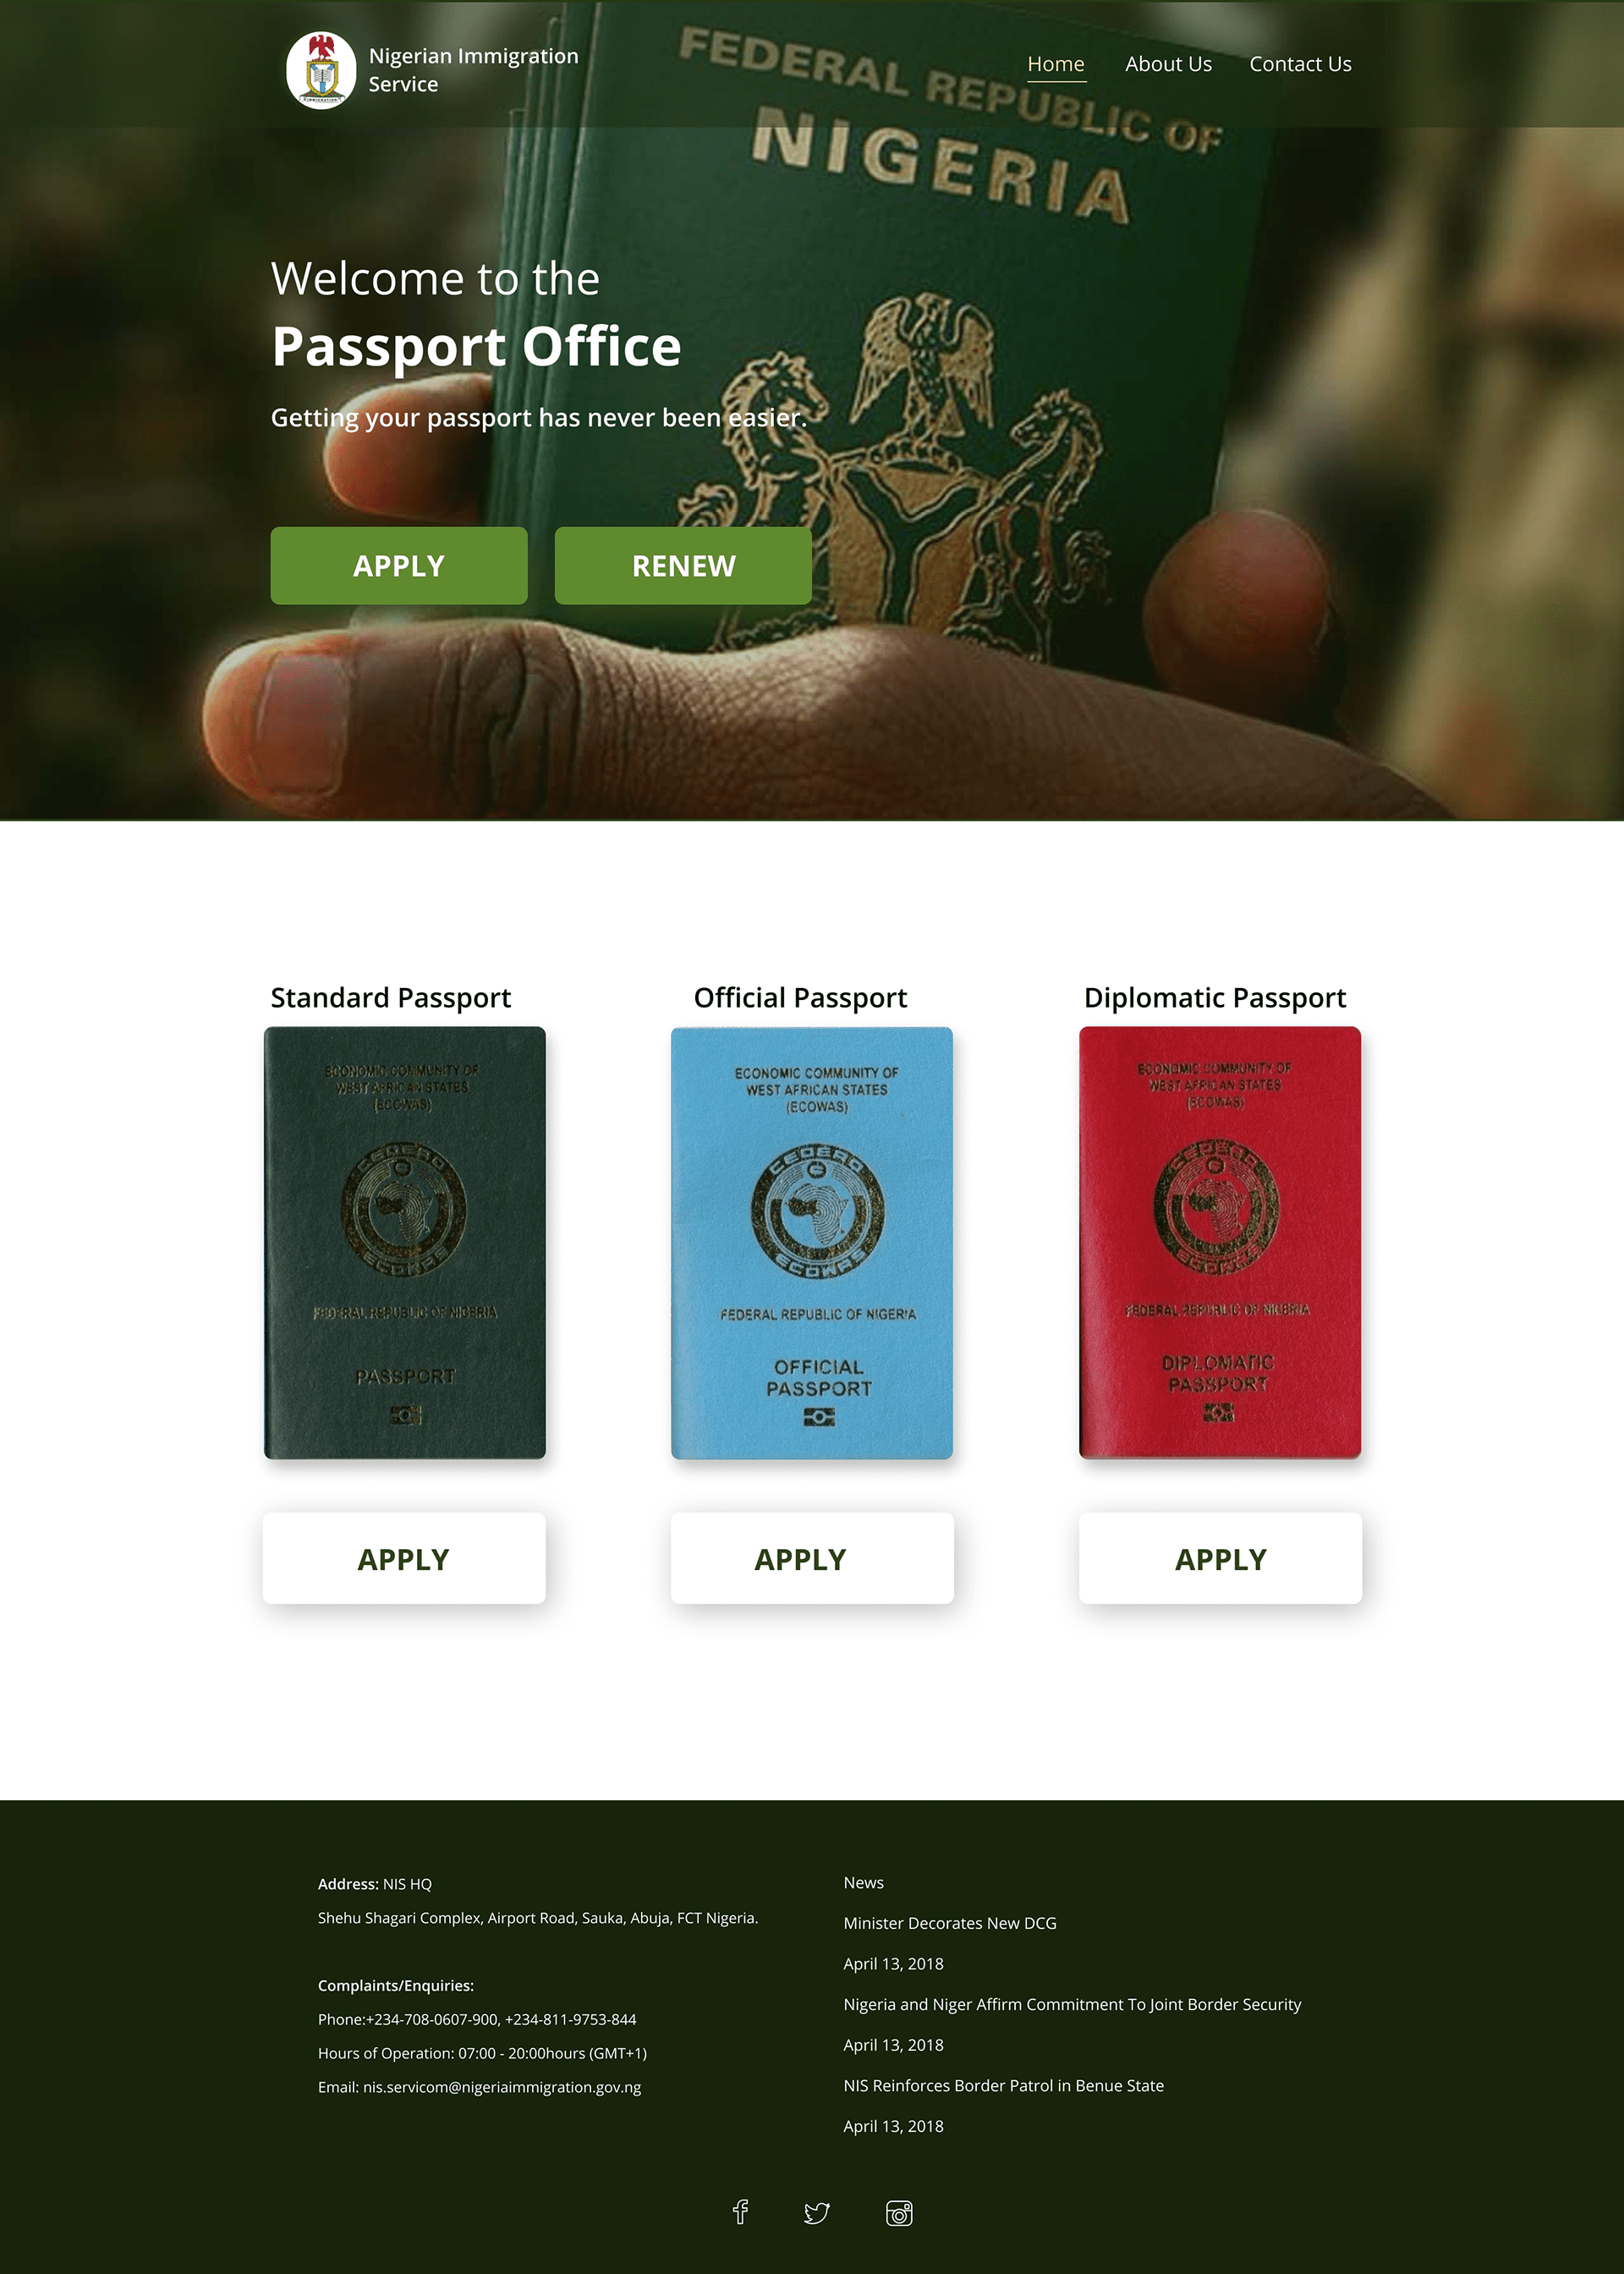 Nigerian Immigration
Service
Home
About Us
Contact Us
FEDERAL REPUBLIC OF
NIGERIA
Welcome to the
Passport Office
Getting your passport has never been easier.
APPLY
RENEW
Standard Passport
Official Passport
Diplomatic Passport
ECONOMIC COMMUNITY OF
WEST AFRICAN STATES
(ECOWAS)
CEDEAO
ECOWAS
FEDERAL REPUBLIC OF NIGERIA
PASSPORT
ECONOMIC COMMUNITY OF
WEST AFRICAN STATES
(ECOWAS)
CEDEAO
ECOWAS
FEDERAL REPUBLIC OF NIGERIA
OFFICIAL
PASSPORT
ECONOMIC COMMUNITY OF
WEST AFRICAN STATES
(ECOWAS)
CEDEAO
ECOWAS
FEDERAL REPUBLIC OF NIGERIA
DIPLOMATIC
PASSPORT
APPLY
APPLY
APPLY
Address: NIS HQ
Shehu Shagari Complex, Airport Road, Sauka, Abuja, FCT Nigeria.
Complaints/Enquiries:
Phone:+234-708-0607-900, +234-811-9753-844
Hours of Operation: 07:00 - 20:00hours (GMT+1)
Email: nis.servicom@nigeriaimmigration.gov.ng
News
Minister Decorates New DCG
April 13, 2018
Nigeria and Niger Affirm Commitment To Joint Border Security
April 13, 2018
NIS Reinforces Border Patrol in Benue State
April 13, 2018